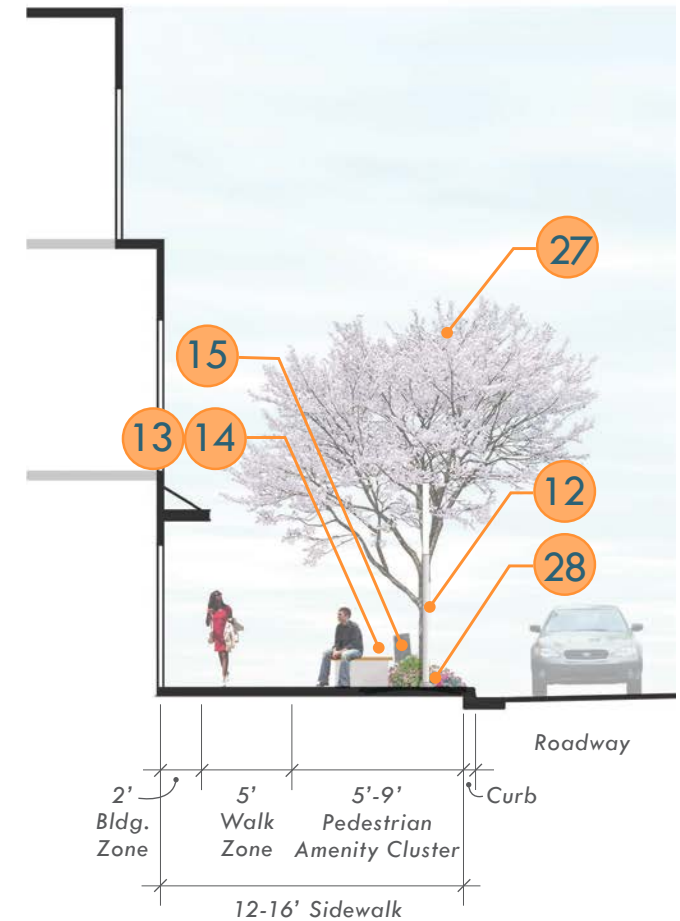 27
15
13 14
12
28
Roadway
2'
Bldg.
Zone
5'
Walk
Zone
5'-9'
Pedestrian
Amenity Cluster
Curb
12-16' Sidewalk